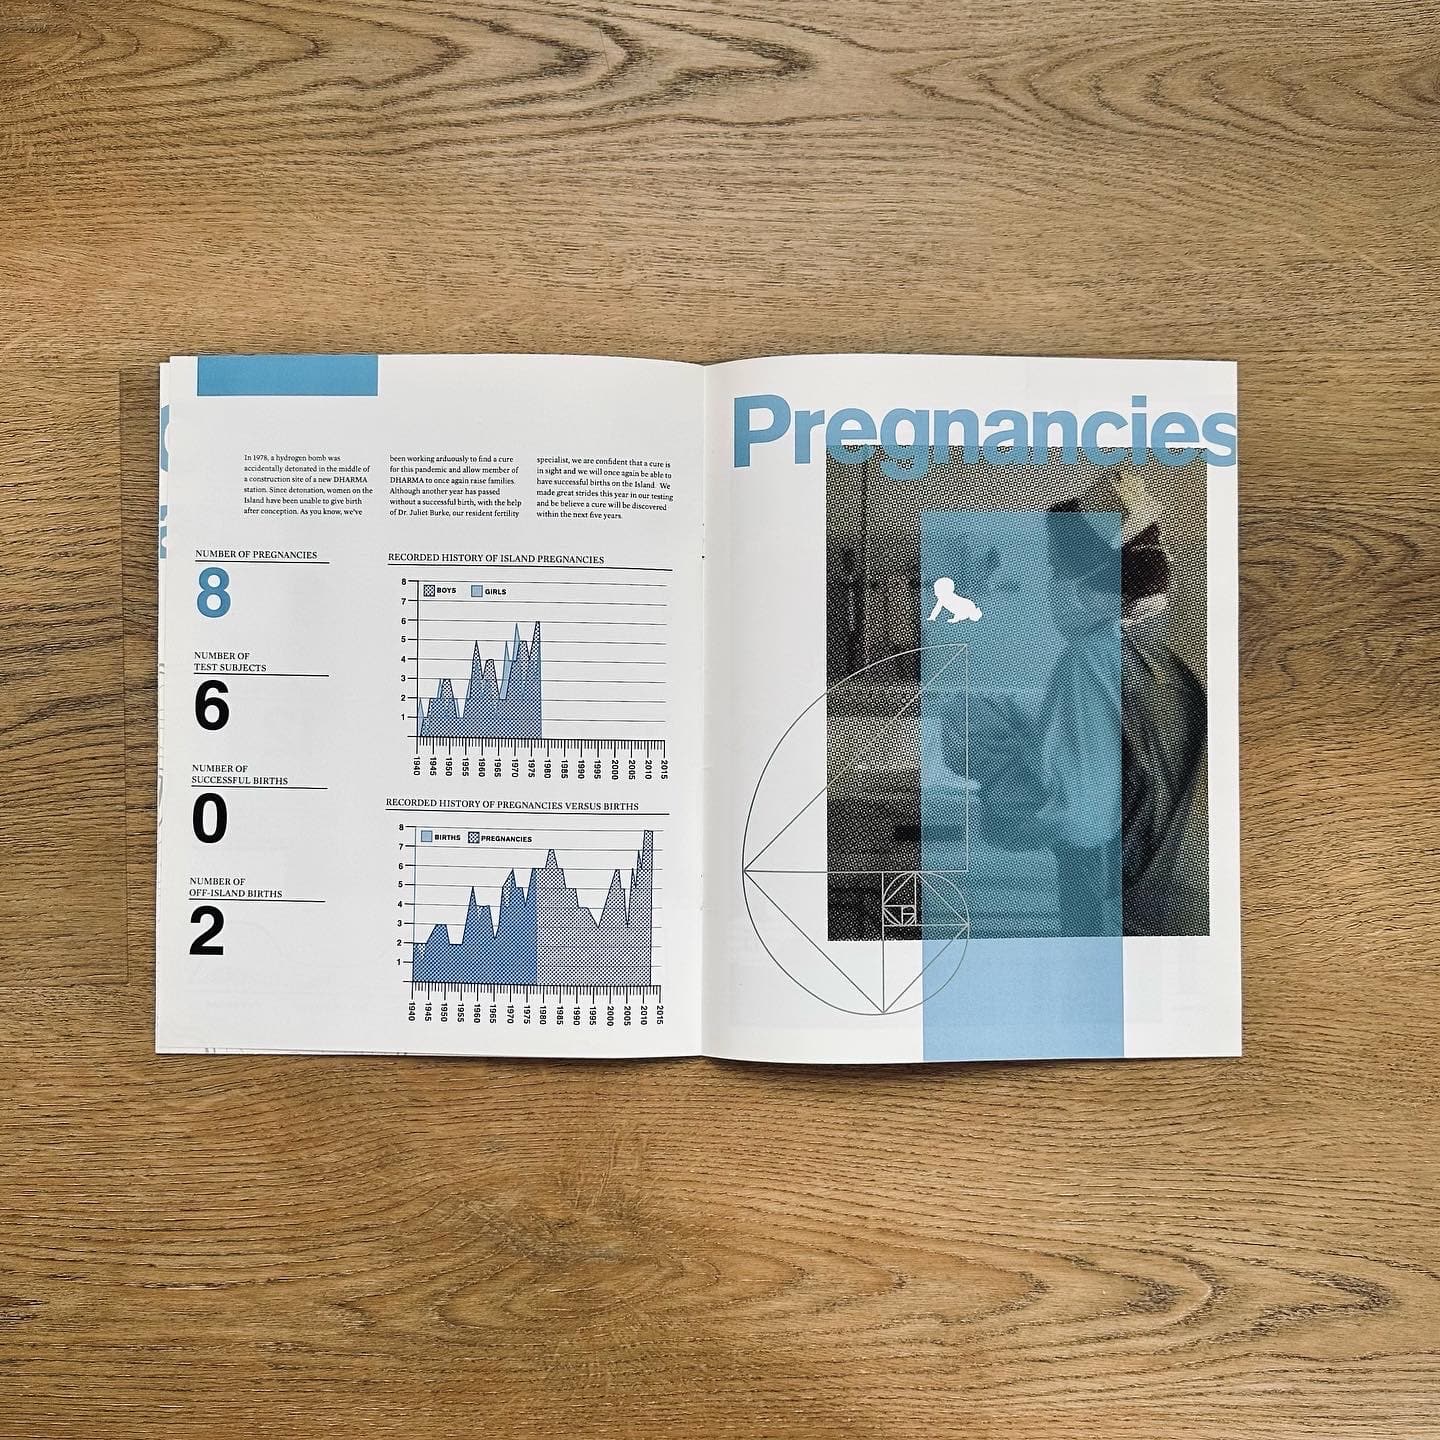 In 1978, a hydrogen bomb was
accidentally detonated in the middle of
a construction site of a new DHARMA
station. Since detonation, women on the
Island have been unable to give birth
after conception. As you know, we've
been working arduously to find a cure
for this pandemic and allow member of
DHARMA to once again raise families.
Although another year has passed
without a successful birth, with the help
of Dr. Juliet Burke, our resident fertility
specialist, we are confident that a cure is
in sight and we will once again be able to
have successful births on the Island. We
made great strides this year in our testing
and be believe a cure will be discovered
within the next five years.
NUMBER OF PREGNANCIES
8
NUMBER OF
TEST SUBJECTS
6
NUMBER OF
SUCCESSFUL BIRTHS
0
NUMBER OF
OFF-ISLAND BIRTHS
2
RECORDED HISTORY OF ISLAND PREGNANCIES
BOYS GIRLS
8
7
6
5
4
3
2
1
1940 1945 1950 1955 1960 1965 1970 1975 1980 1985 1990 1995 2000 2005 2010 2015
RECORDED HISTORY OF PREGNANCIES VERSUS BIRTHS
BIRTHS PREGNANCIES
8
7
6
5
4
3
2
1
1940 1945 1950 1955 1960 1965 1970 1975 1980 1985 1990 1995 2000 2005 2010 2015
Pregnancies